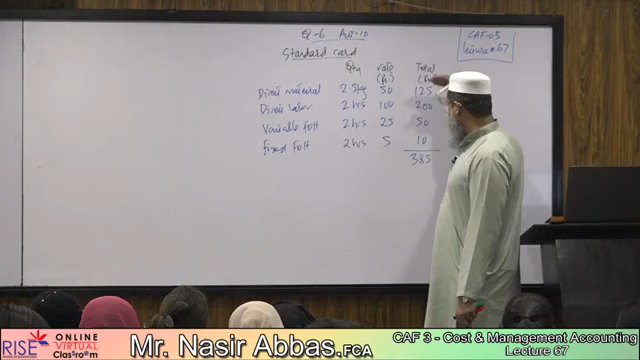 Q-6 Aut-10
CAF-03
Lecture # 67
Standard card
Qty rate Total
(Rs)
Direct material 2.5kg 50 125
Direct labor 2 hrs 100 200
Variable FoH 2 hrs 25 50
Fixed FoH 2 hrs 5 10
385
RISE ONLINE VIRTUAL Classroom
Mr. Nasir Abbas.FCA
CAF 3 - Cost & Management Accounting
Lecture 67